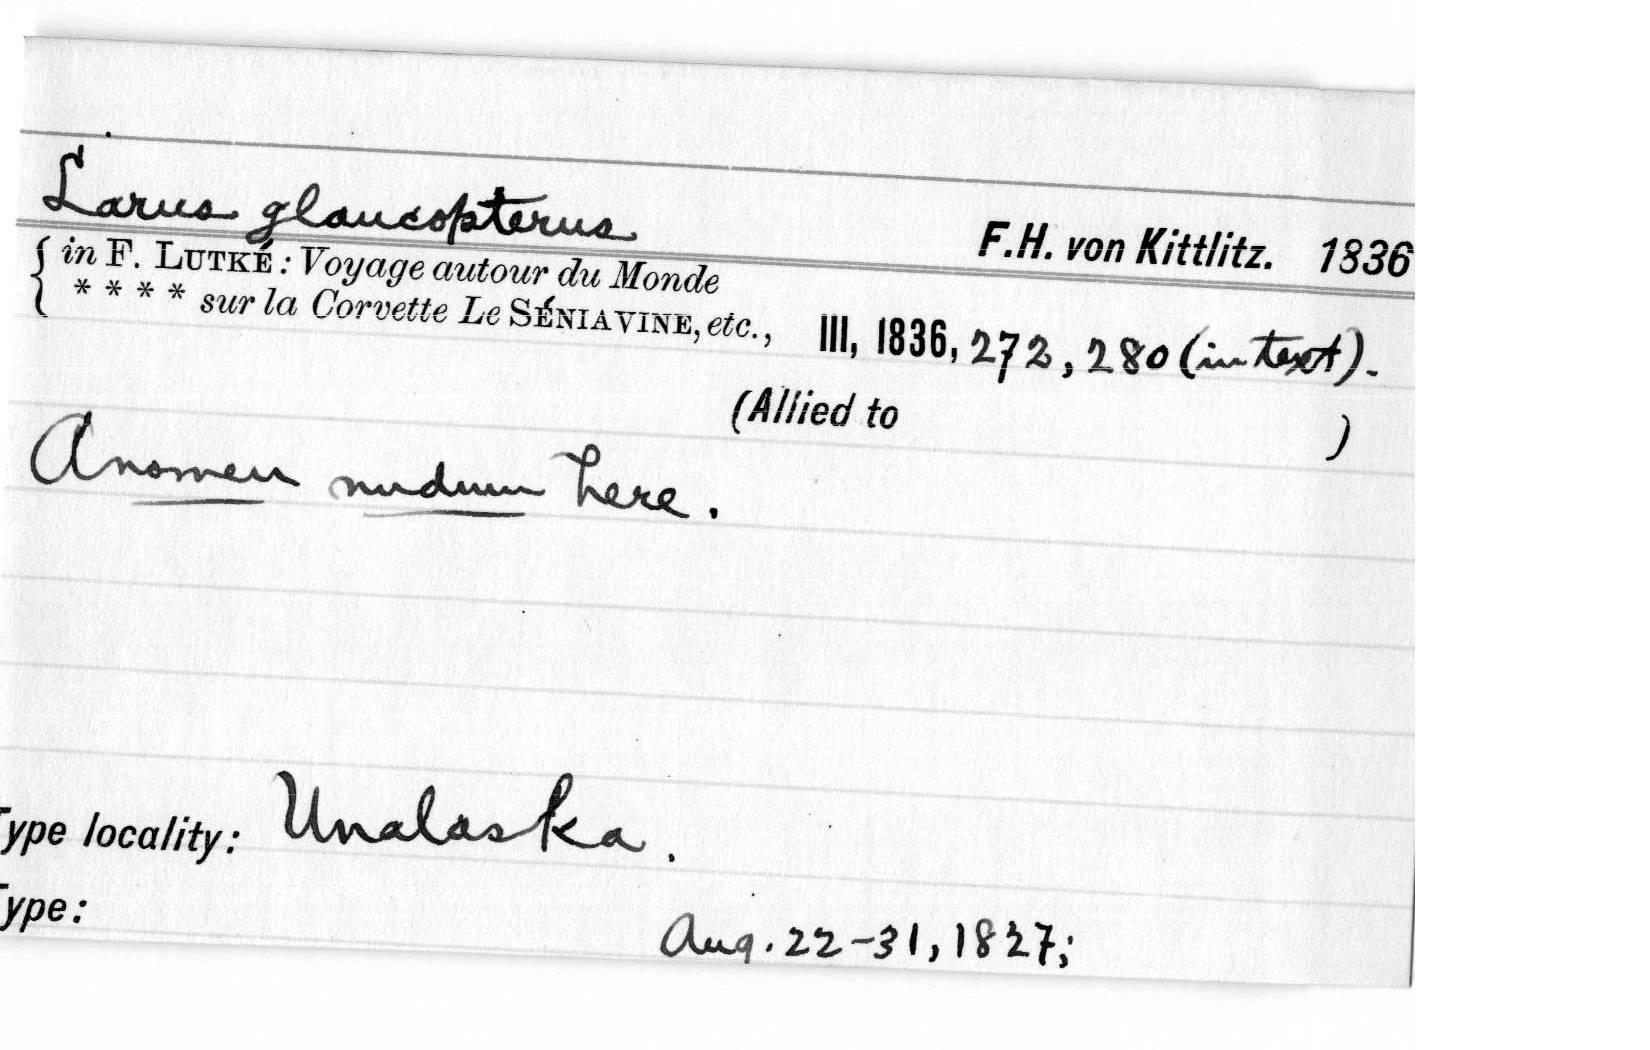 Larus glaucopterus
F.H. von Kittlitz. 1836
in F. LUTKÉ: Voyage autour du Monde
* * * * sur la Corvette Le SÉNIAVINE, etc.,
III, 1836, 272, 280 (in text).
(Allied to )
A nomen nudum here.
Type locality: Unalaska.
Type:
Aug. 22-31, 1827;